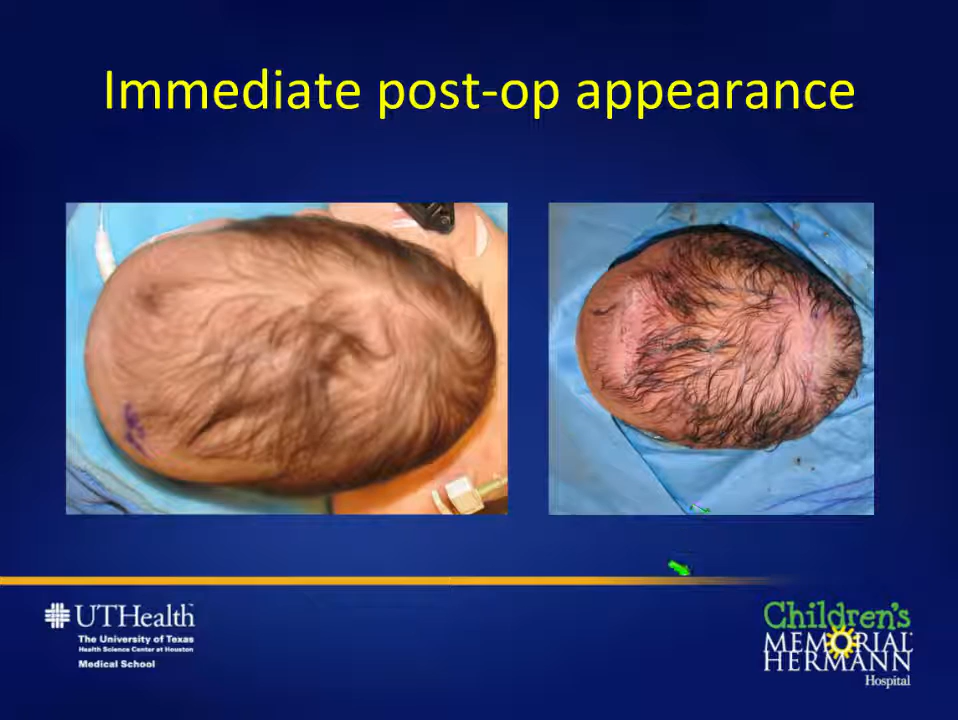 Immediate post-op appearance
UTHealth
The University of Texas
Health Science Center at Houston
Medical School
Children's
MEMORIAL
HERMANN
Hospital